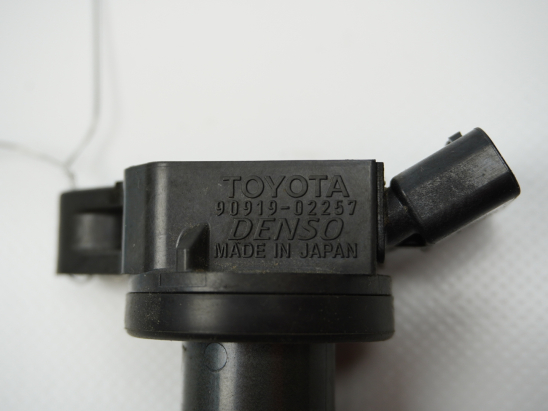 TOYOTA
90919-02257
DENSO
MADE IN JAPAN